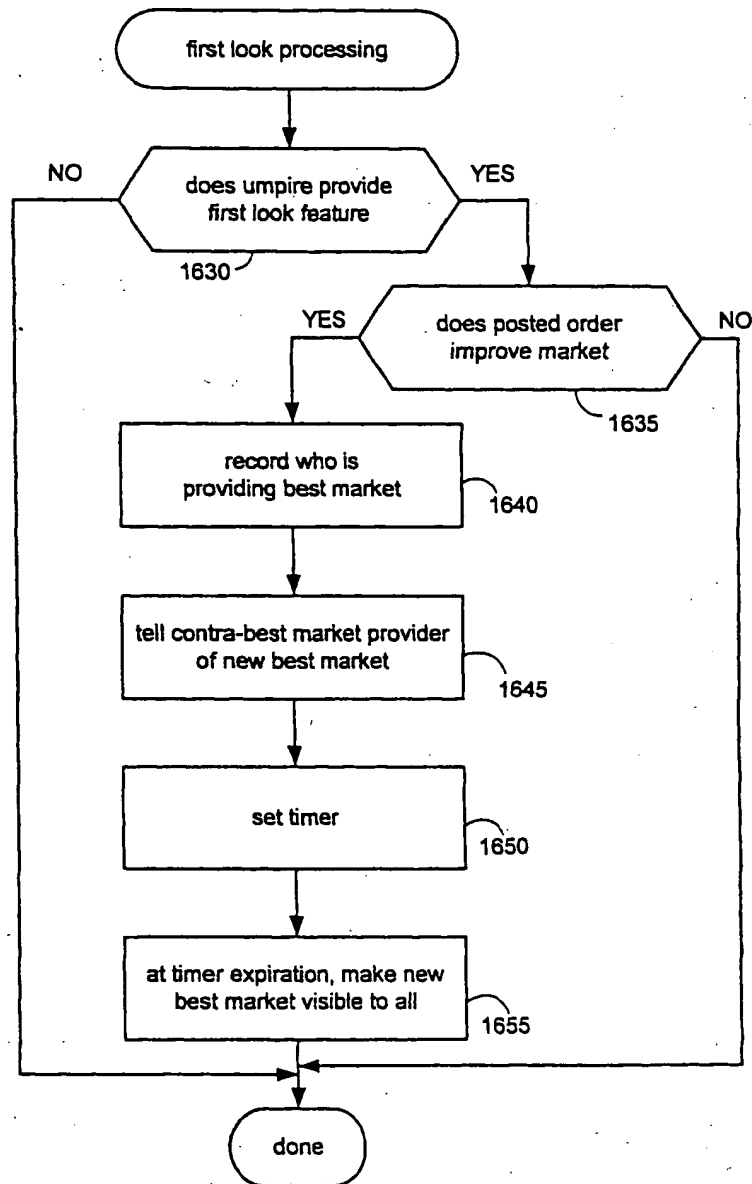 first look processing
NO
does umpire provide
first look feature
YES
1630
YES
does posted order
improve market
NO
1635
record who is
providing best market
1640
tell contra-best market provider
of new best market
1645
set timer
1650
at timer expiration, make new
best market visible to all
1655
done